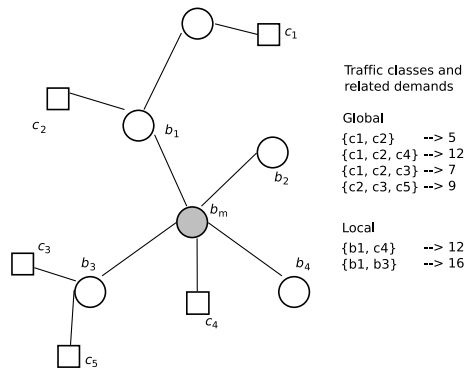 c1
c2
b1
b2
bm
c3
b3
b4
c4
c5
Traffic classes and
related demands
Global
{c1, c2} --> 5
{c1, c2, c4} --> 12
{c1, c2, c3} --> 7
{c2, c3, c5} --> 9
Local
{b1, c4} --> 12
{b1, b3} --> 16